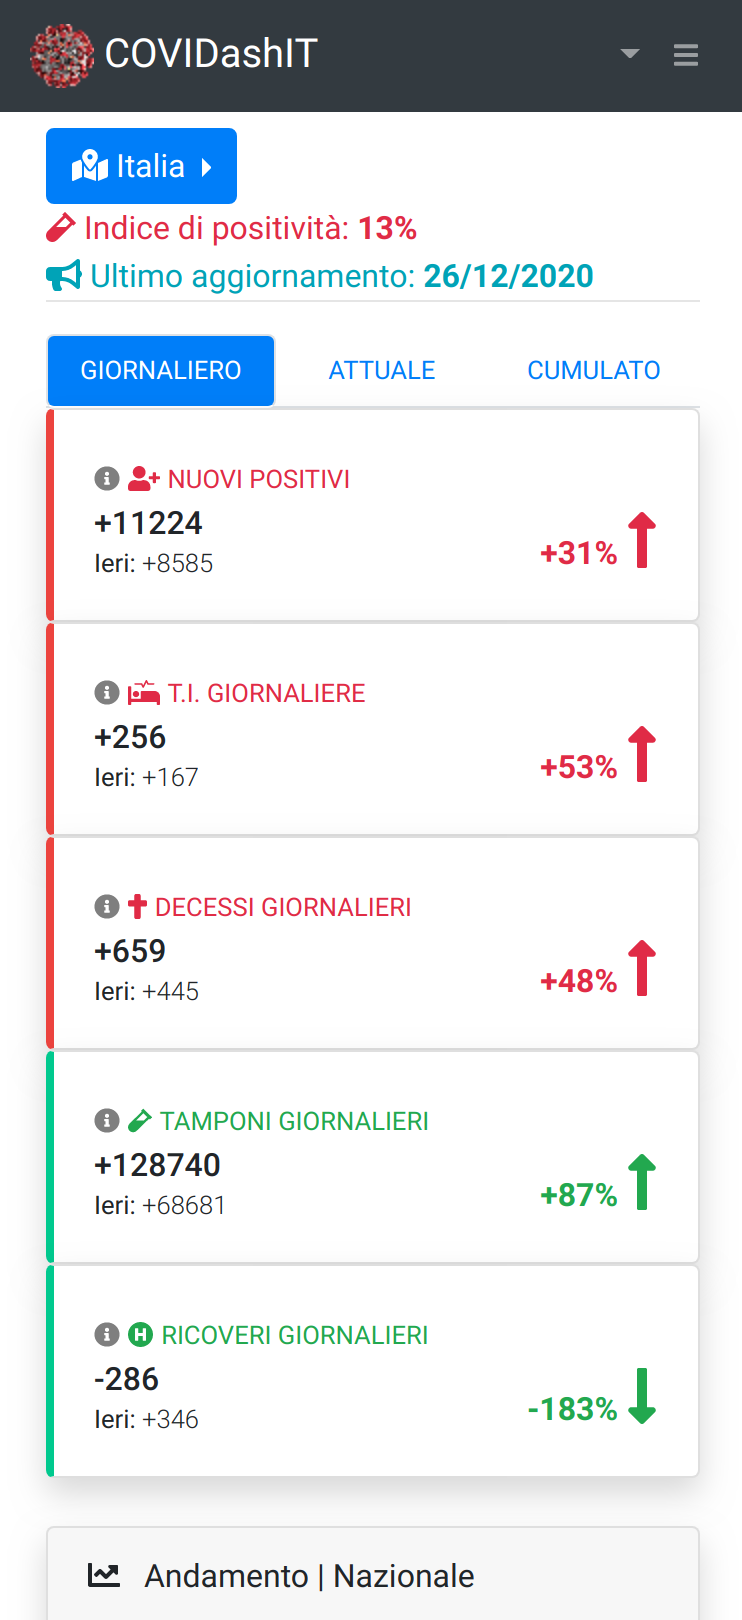 COVIDashIT
Italia
Indice di positività: 13%
Ultimo aggiornamento: 26/12/2020
GIORNALIERO ATTUALE CUMULATO
NUOVI POSITIVI
+11224
Ieri: +8585
+31%
T.I. GIORNALIERE
+256
Ieri: +167
+53%
DECESSI GIORNALIERI
+659
Ieri: +445
+48%
TAMPONI GIORNALIERI
+128740
Ieri: +68681
+87%
RICOVERI GIORNALIERI
-286
Ieri: +346
-183%
Andamento | Nazionale